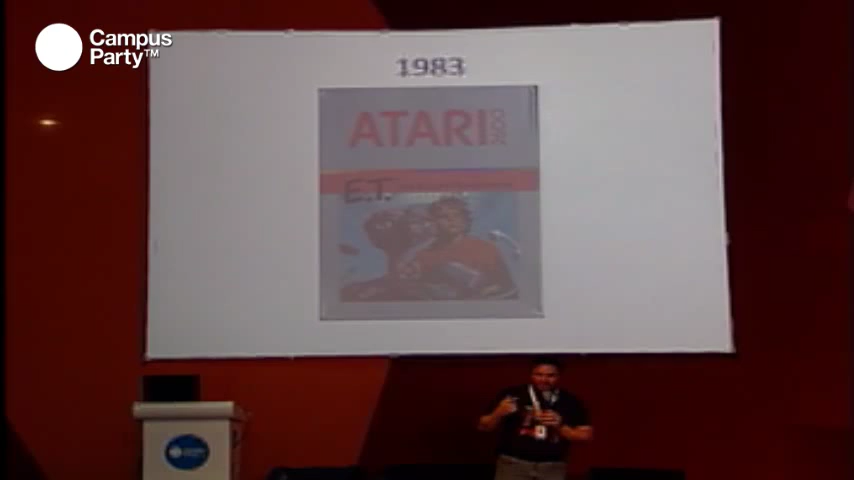 Campus
Party™
1983
ATARI 2600
E.T.